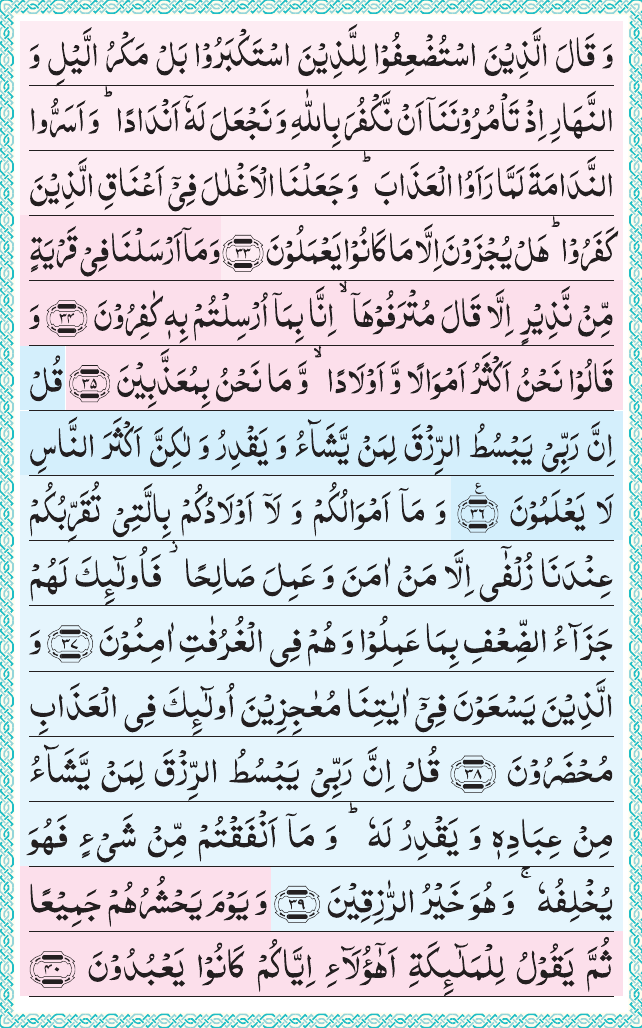 وَ قَالَ الَّذِيۡنَ اسۡتُضۡعِفُوۡا لِلَّذِيۡنَ اسۡتَكۡبَرُوۡا بَلۡ مَكۡرُ الَّيۡلِ وَ
النَّهَارِ اِذۡ تَاۡمُرُوۡنَنَاۤ اَنۡ نَّكۡفُرَ بِاللّٰهِ وَ نَجۡعَلَ لَهٗۤ اَنۡدَادًا ؕ وَ اَسَرُّوا
النَّدَامَةَ لَمَّا رَاَوُا الۡعَذَابَ ؕ وَ جَعَلۡنَا الۡاَغۡلٰلَ فِىۡۤ اَعۡنَاقِ الَّذِيۡنَ
كَفَرُوۡا ؕ هَلۡ يُجۡزَوۡنَ اِلَّا مَا كَانُوۡا يَعۡمَلُوۡنَ ﴿۳۳﴾ وَ مَاۤ اَرۡسَلۡنَا فِىۡ قَرۡيَةٍ
مِّنۡ نَّذِيۡرٍ اِلَّا قَالَ مُتۡرَفُوۡهَاۤ ۙ اِنَّا بِمَاۤ اُرۡسِلۡتُمۡ بِهٖ كٰفِرُوۡنَ ﴿۳۴﴾ وَ
قَالُوۡا نَحۡنُ اَكۡثَرُ اَمۡوَالًا وَّ اَوۡلَادًا ۙ وَّ مَا نَحۡنُ بِمُعَذَّبِيۡنَ ﴿۳۵﴾ قُلۡ
اِنَّ رَبِّىۡ يَبۡسُطُ الرِّزۡقَ لِمَنۡ يَّشَآءُ وَ يَقۡدِرُ وَ لٰكِنَّ اَكۡثَرَ النَّاسِ
لَا يَعۡلَمُوۡنَ ﴿۳۶﴾ ع وَ مَاۤ اَمۡوَالُكُمۡ وَ لَاۤ اَوۡلَادُكُمۡ بِالَّتِىۡ تُقَرِّبُكُمۡ
عِنۡدَنَا زُلۡفٰٓى اِلَّا مَنۡ اٰمَنَ وَ عَمِلَ صَالِحًا ۫ فَاُولٰٓئِكَ لَهُمۡ
جَزَآءُ الضِّعۡفِ بِمَا عَمِلُوۡا وَ هُمۡ فِى الۡغُرُفٰتِ اٰمِنُوۡنَ ﴿۳۷﴾ وَ
الَّذِيۡنَ يَسۡعَوۡنَ فِىۡۤ اٰيٰتِنَا مُعٰجِزِيۡنَ اُولٰٓئِكَ فِى الۡعَذَابِ
مُحۡضَرُوۡنَ ﴿۳۸﴾ قُلۡ اِنَّ رَبِّىۡ يَبۡسُطُ الرِّزۡقَ لِمَنۡ يَّشَآءُ
مِنۡ عِبَادِهٖ وَ يَقۡدِرُ لَهٗ ؕ وَ مَاۤ اَنۡفَقۡتُمۡ مِّنۡ شَىۡءٍ فَهُوَ
يُخۡلِفُهٗ ۚ وَ هُوَ خَيۡرُ الرّٰزِقِيۡنَ ﴿۳۹﴾ وَ يَوۡمَ يَحۡشُرُهُمۡ جَمِيۡعًا
ثُمَّ يَقُوۡلُ لِلۡمَلٰٓئِكَةِ اَهٰٓؤُلَآءِ اِيَّاكُمۡ كَانُوۡا يَعۡبُدُوۡنَ ﴿۴۰﴾